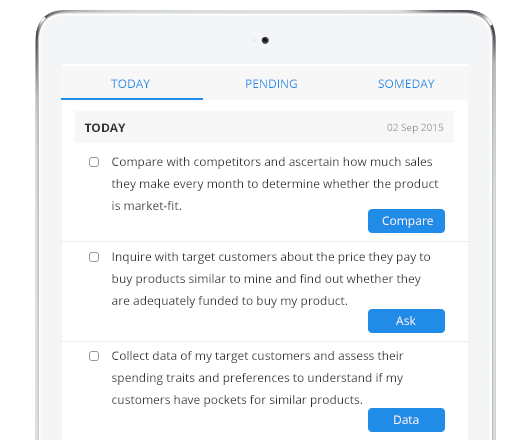 TODAY PENDING SOMEDAY
TODAY 02 Sep 2015
Compare with competitors and ascertain how much sales
they make every month to determine whether the product
is market-fit.
Compare
Inquire with target customers about the price they pay to
buy products similar to mine and find out whether they
are adequately funded to buy my product.
Ask
Collect data of my target customers and assess their
spending traits and preferences to understand if my
customers have pockets for similar products.
Data